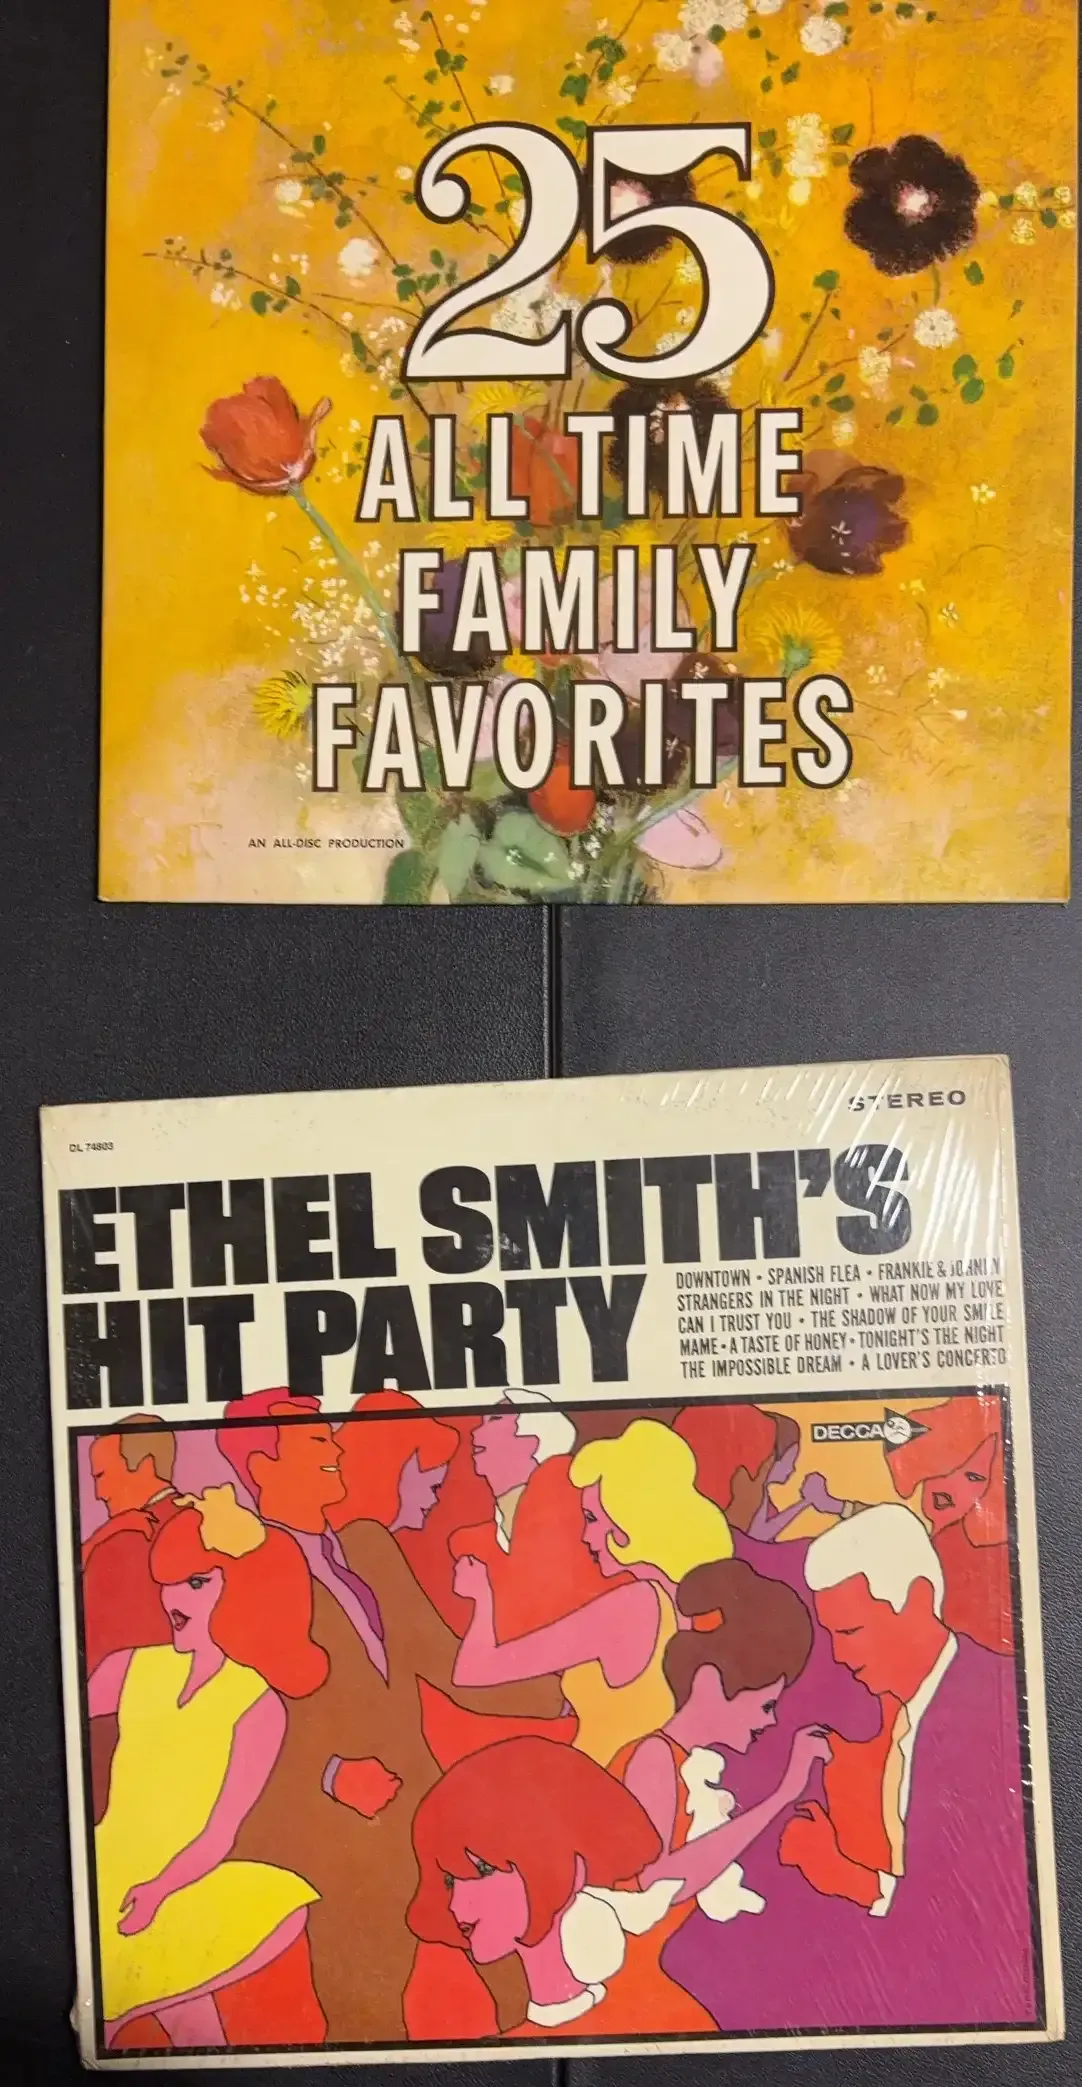 25
ALL TIME
FAMILY
FAVORITES
AN ALL-DISC PRODUCTION
STEREO
DL 74803
ETHEL SMITH'S
HIT PARTY
DOWNTOWN • SPANISH FLEA • FRANKIE & JOHNNY
STRANGERS IN THE NIGHT • WHAT NOW MY LOVE
CAN I TRUST YOU • THE SHADOW OF YOUR SMILE
MAME • A TASTE OF HONEY • TONIGHT'S THE NIGHT
THE IMPOSSIBLE DREAM • A LOVER'S CONCERTO
DECCA